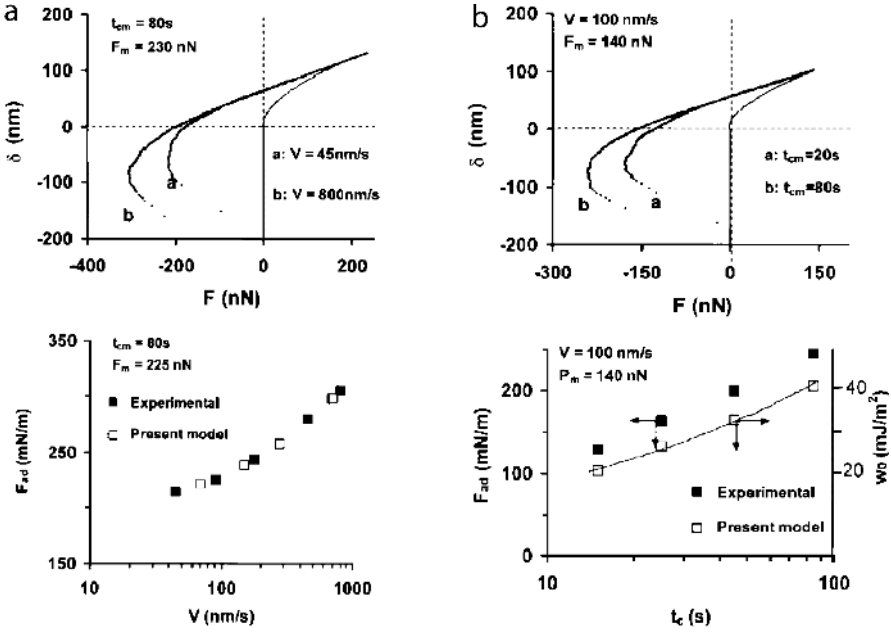 a
t_cm = 80s
F_m = 230 nN
200
100
0
-100
-200
δ (nm)
a
b
a: V = 45nm/s
b: V = 800nm/s
-400 -200 0 200
F (nN)
b
V = 100 nm/s
F_m = 140 nN
200
100
0
-100
-200
δ (nm)
b
a
a: t_cm=20s
b: t_cm=80s
-300 -150 0 150
F (nN)
350
250
150
F_ad (mN/m)
t_cm = 80s
F_m = 225 nN
Experimental
Present model
10 100 1000
V (nm/s)
200
100
0
F_ad (mN/m)
V = 100 nm/s
P_m = 140 nN
40
20
w_0 (mJ/m²)
Experimental
Present model
10 100
t_c (s)